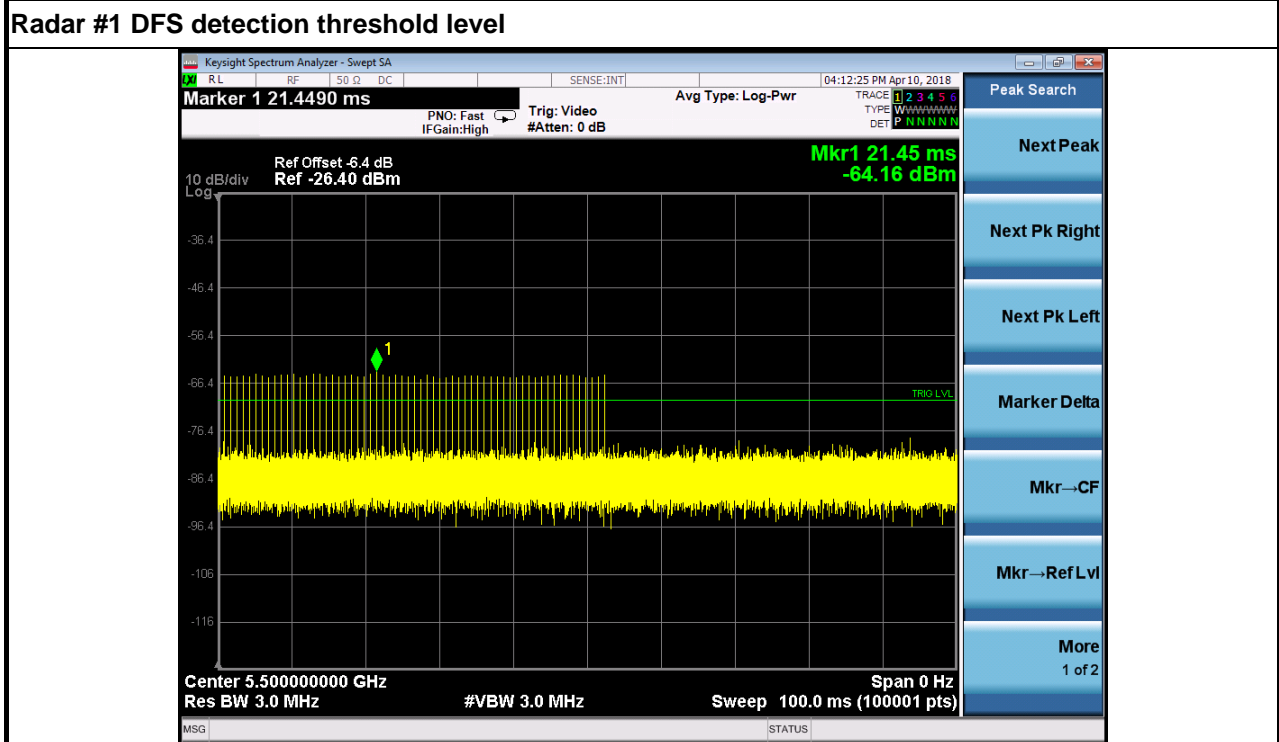 Radar #1 DFS detection threshold level
Keysight Spectrum Analyzer - Swept SA
LXI RL RF 50 Ω DC SENSE:INT 04:12:25 PM Apr 10, 2018
Marker 1 21.4490 ms
PNO: Fast
IFGain:High
Trig: Video
#Atten: 0 dB
Avg Type: Log-Pwr
TRACE 1 2 3 4 5 6
TYPE WWWWWW
DET P N N N N N
Mkr1 21.45 ms
-64.16 dBm
Ref Offset -6.4 dB
10 dB/div Ref -26.40 dBm
Log
-36.4
-46.4
-56.4
1
-66.4
TRIG LVL
-76.4
-86.4
-96.4
-106
-116
Center 5.500000000 GHz Span 0 Hz
Res BW 3.0 MHz #VBW 3.0 MHz Sweep 100.0 ms (100001 pts)
MSG STATUS
Peak Search
Next Peak
Next Pk Right
Next Pk Left
Marker Delta
Mkr→CF
Mkr→Ref Lvl
More
1 of 2